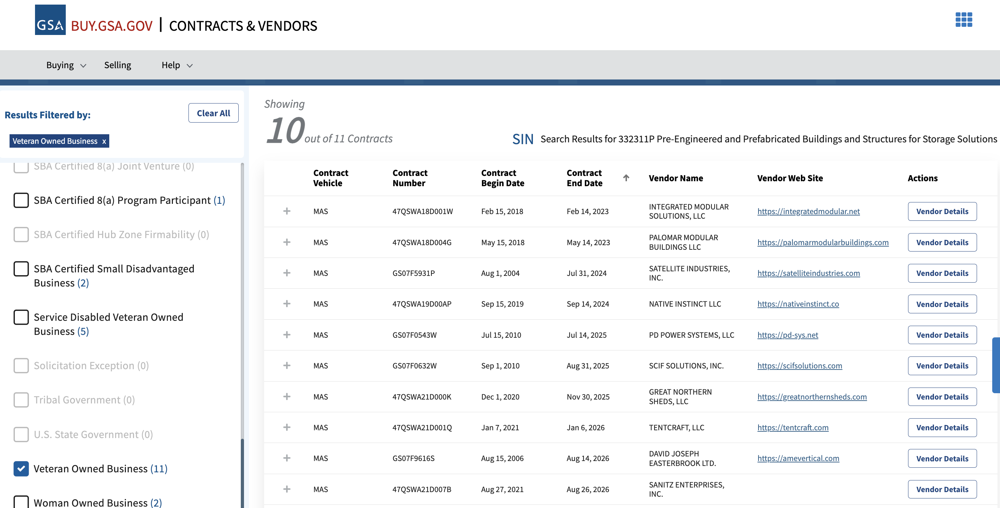 GSA BUY.GSA.GOV | CONTRACTS & VENDORS
Buying Selling Help
Results Filtered by: Clear All
Veteran Owned Business x
SBA Certified 8(a) Joint Venture (0)
SBA Certified 8(a) Program Participant (1)
SBA Certified Hub Zone Firmability (0)
SBA Certified Small Disadvantaged
Business (2)
Service Disabled Veteran Owned
Business (5)
Solicitation Exception (0)
Tribal Government (0)
U.S. State Government (0)
Veteran Owned Business (11)
Woman Owned Business (2)
Showing
10 out of 11 Contracts
SIN Search Results for 332311P Pre-Engineered and Prefabricated Buildings and Structures for Storage Solutions
Contract Vehicle Contract Number Contract Begin Date Contract End Date Vendor Name Vendor Web Site Actions
MAS 47QSWA18D001W Feb 15, 2018 Feb 14, 2023 INTEGRATED MODULAR SOLUTIONS, LLC https://integratedmodular.net Vendor Details
MAS 47QSWA18D004G May 15, 2018 May 14, 2023 PALOMAR MODULAR BUILDINGS LLC https://palomarmodularbuildings.com Vendor Details
MAS GS07F5931P Aug 1, 2004 Jul 31, 2024 SATELLITE INDUSTRIES, INC. https://satelliteindustries.com Vendor Details
MAS 47QSWA19D00AP Sep 15, 2019 Sep 14, 2024 NATIVE INSTINCT LLC https://nativeinstinct.co Vendor Details
MAS GS07F0543W Jul 15, 2010 Jul 14, 2025 PD POWER SYSTEMS, LLC https://pd-sys.net Vendor Details
MAS GS07F0632W Sep 1, 2010 Aug 31, 2025 SCIF SOLUTIONS, INC. https://scifsolutions.com Vendor Details
MAS 47QSWA21D000K Dec 1, 2020 Nov 30, 2025 GREAT NORTHERN SHEDS, LLC https://greatnorthernsheds.com Vendor Details
MAS 47QSWA21D001Q Jan 7, 2021 Jan 6, 2026 TENTCRAFT, LLC https://tentcraft.com Vendor Details
MAS GS07F9616S Aug 15, 2006 Aug 14, 2026 DAVID JOSEPH EASTERBROOK LTD. https://amevertical.com Vendor Details
MAS 47QSWA21D007B Aug 27, 2021 Aug 26, 2026 SANITZ ENTERPRISES, INC. Vendor Details